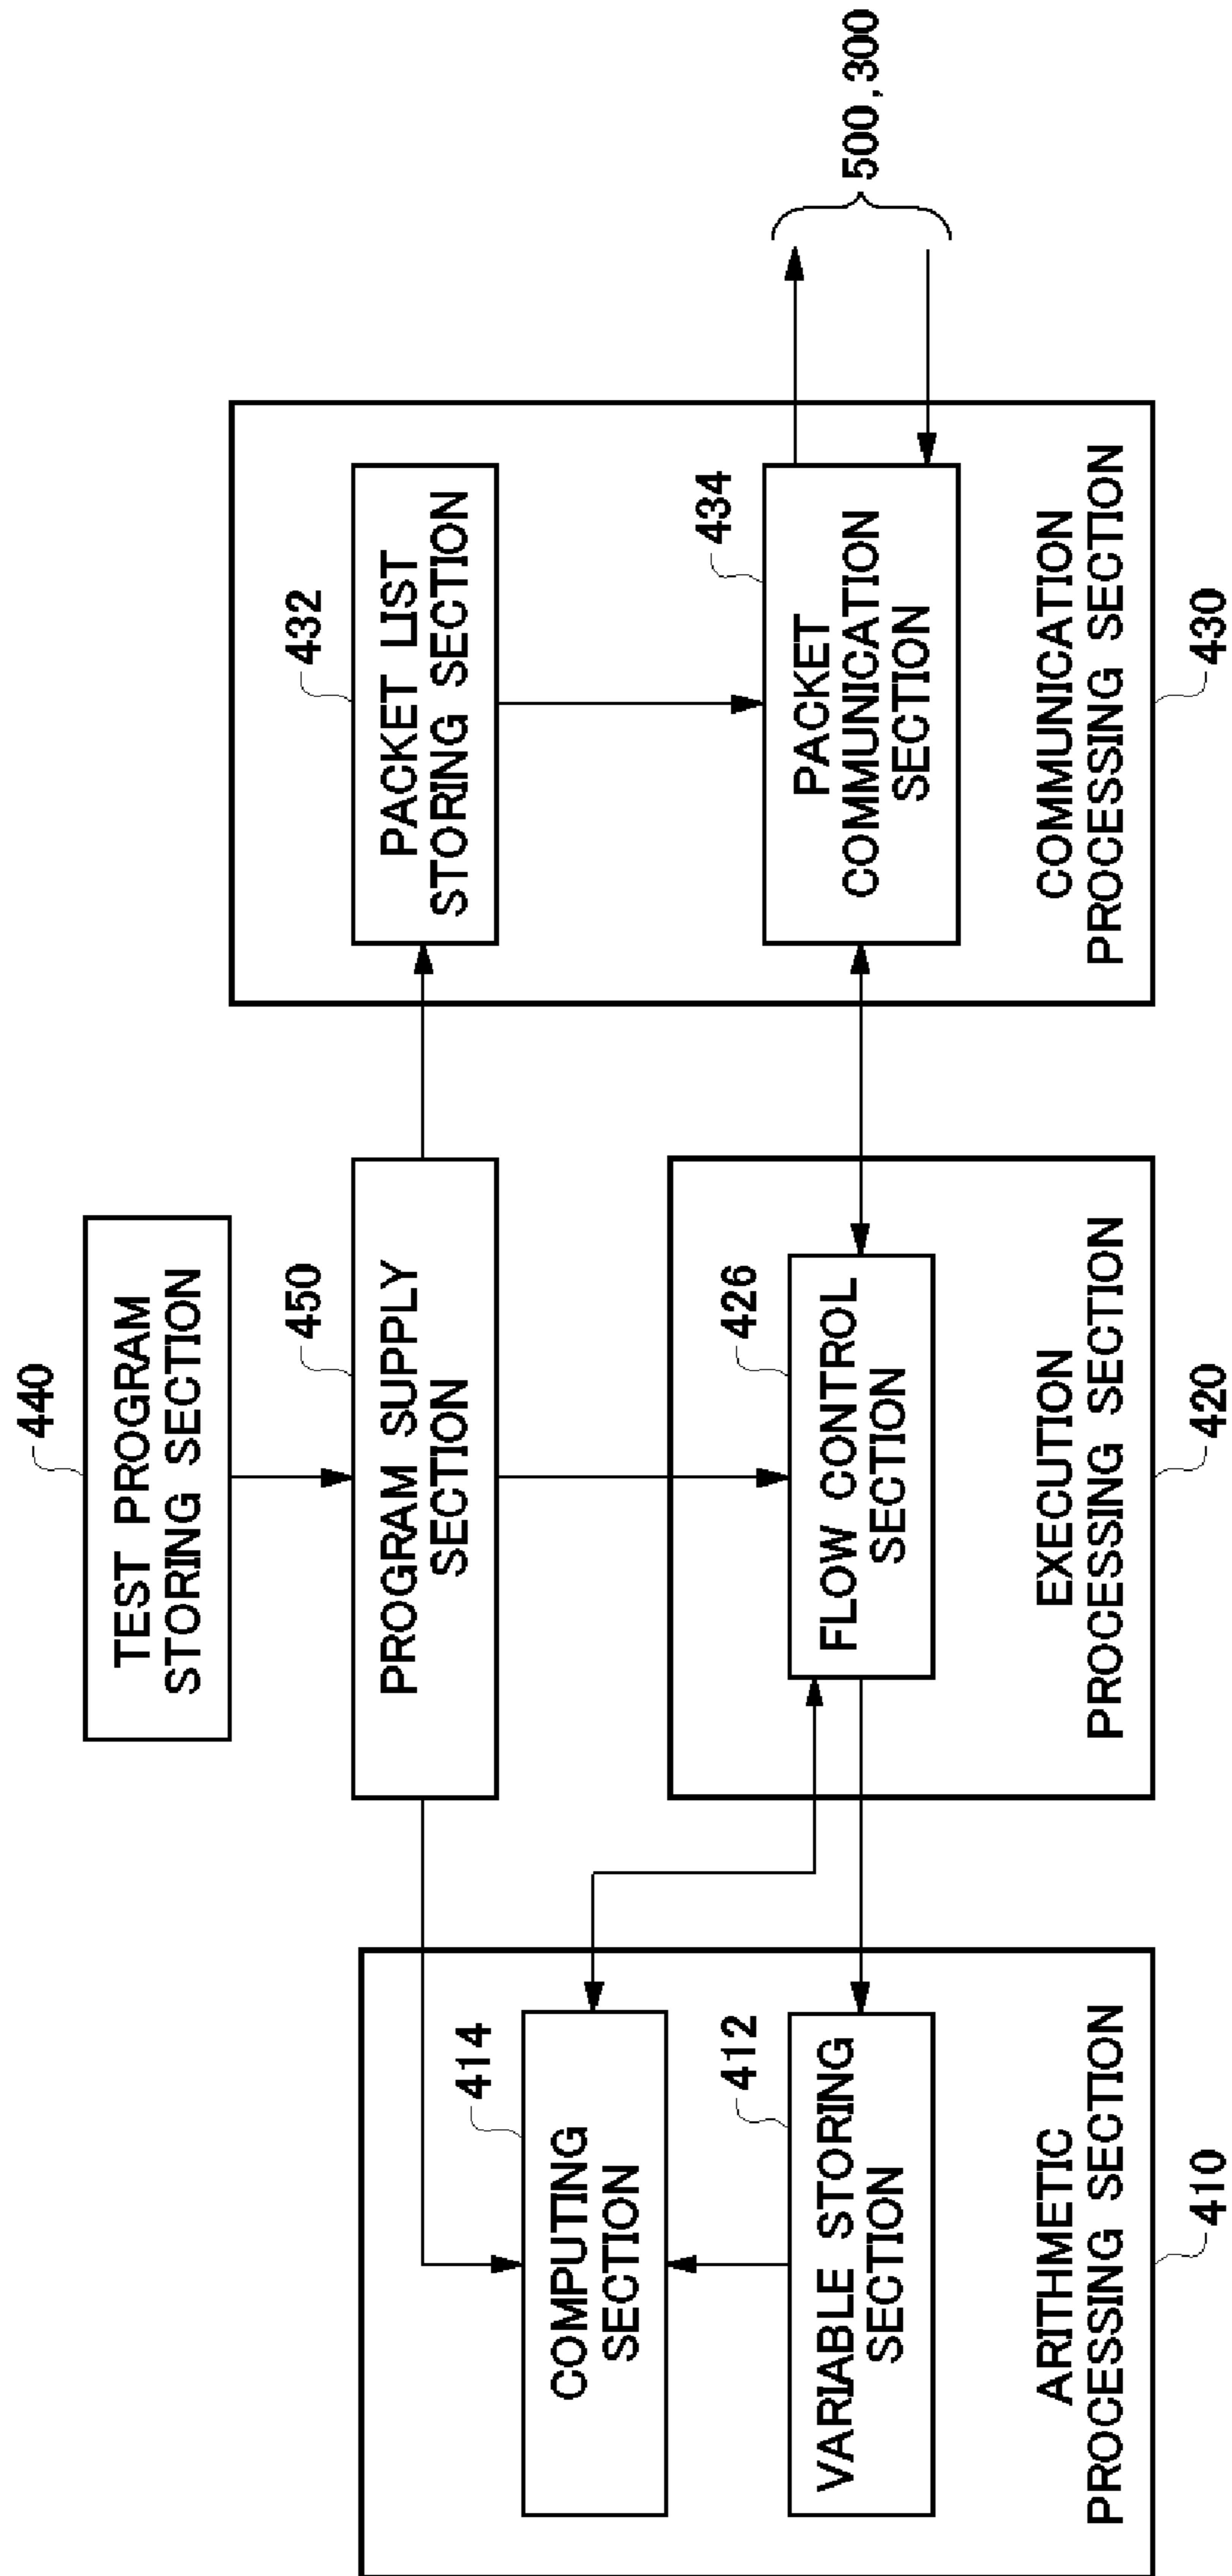 440
TEST PROGRAM
STORING SECTION
450
PROGRAM SUPPLY
SECTION
414
COMPUTING
SECTION
412
VARIABLE STORING
SECTION
ARITHMETIC
PROCESSING SECTION
410
426
FLOW CONTROL
SECTION
EXECUTION
PROCESSING SECTION
420
432
PACKET LIST
STORING SECTION
434
PACKET
COMMUNICATION
SECTION
COMMUNICATION
PROCESSING SECTION
430
500,300